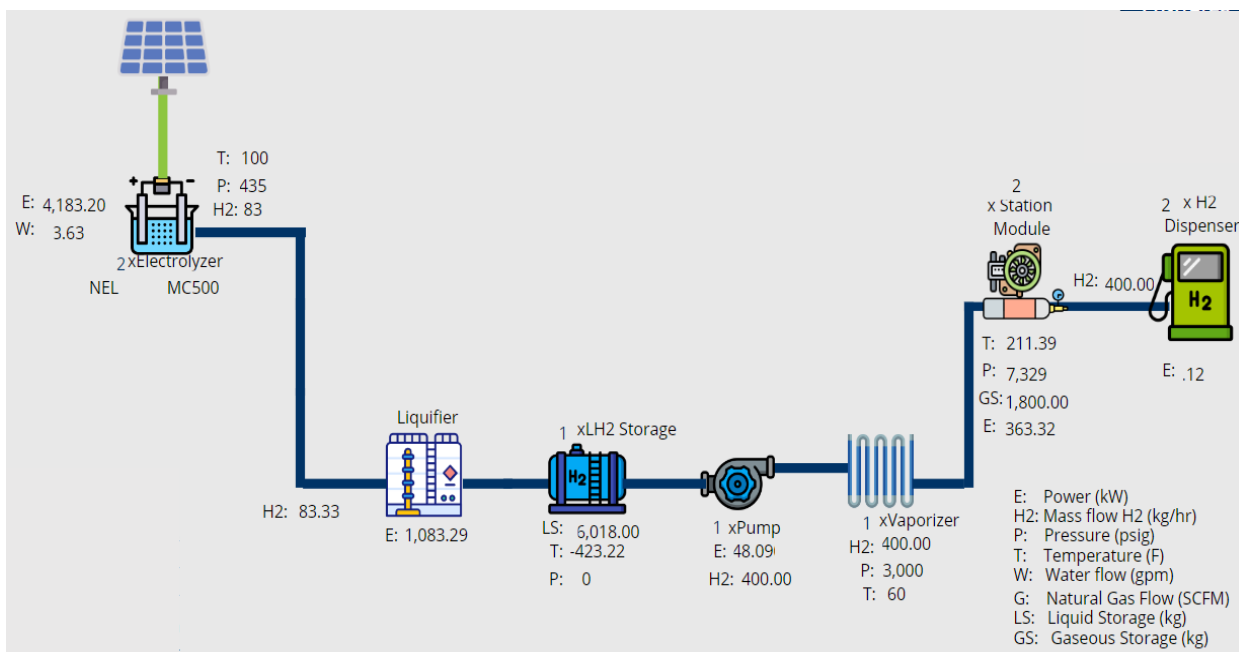 T: 100
P: 435
H2: 83
E: 4,183.20
W: 3.63
+ -
2 xElectrolyzer
NEL MC500
H2: 83.33
Liquifier
E: 1,083.29
1 xLH2 Storage
H2
LS: 6,018.00
T: -423.22
P: 0
1 xPump
E: 48.09
H2: 400.00
1 xVaporizer
H2: 400.00
P: 3,000
T: 60
2
x Station
Module
T: 211.39
P: 7,329
GS: 1,800.00
E: 363.32
H2: 400.00
2 x H2
Dispenser
H2
E: .12
E: Power (kW)
H2: Mass flow H2 (kg/hr)
P: Pressure (psig)
T: Temperature (F)
W: Water flow (gpm)
G: Natural Gas Flow (SCFM)
LS: Liquid Storage (kg)
GS: Gaseous Storage (kg)